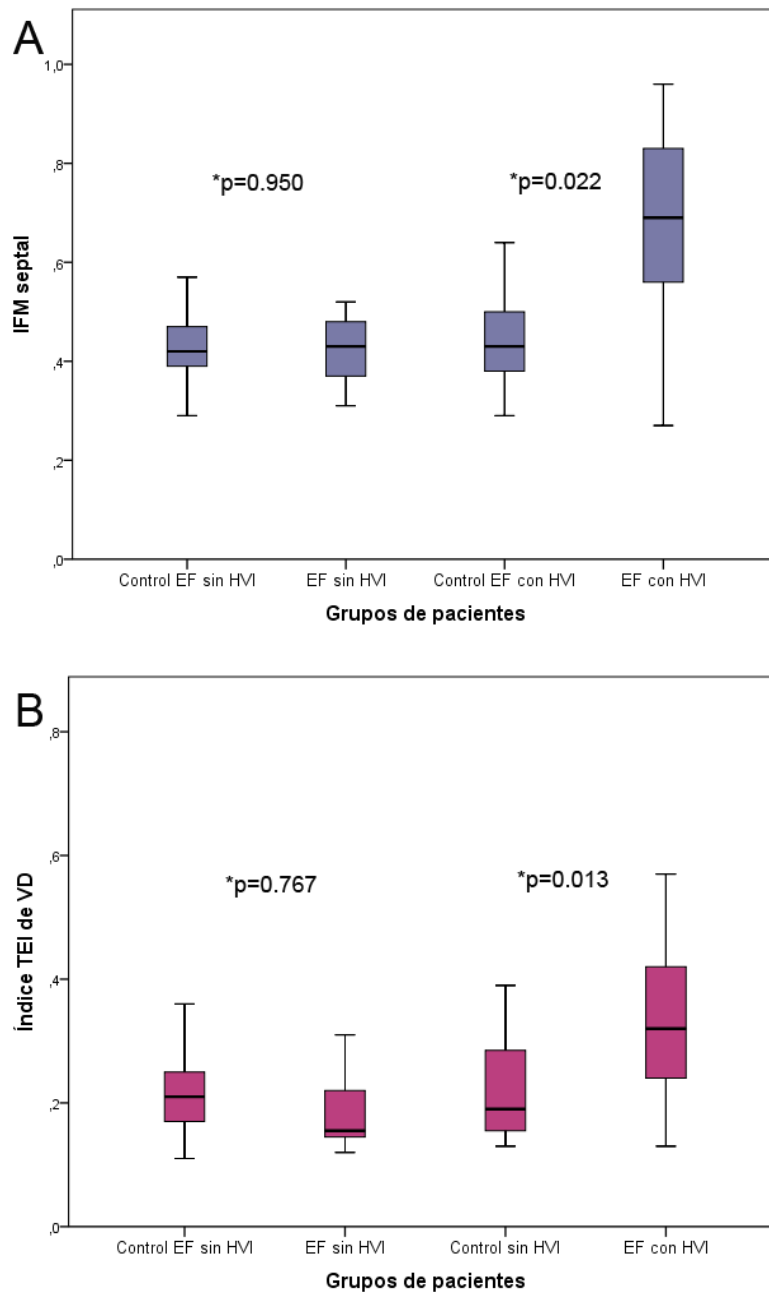 A
1,0
,8
*p=0.950
*p=0.022
,6
IFM septal
,4
,2
,0
Control EF sin HVI
EF sin HVI
Control EF con HVI
EF con HVI
Grupos de pacientes
B
,8
,6
*p=0.767
*p=0.013
Índice TEI de VD
,4
,2
,0
Control EF sin HVI
EF sin HVI
Control sin HVI
EF con HVI
Grupos de pacientes